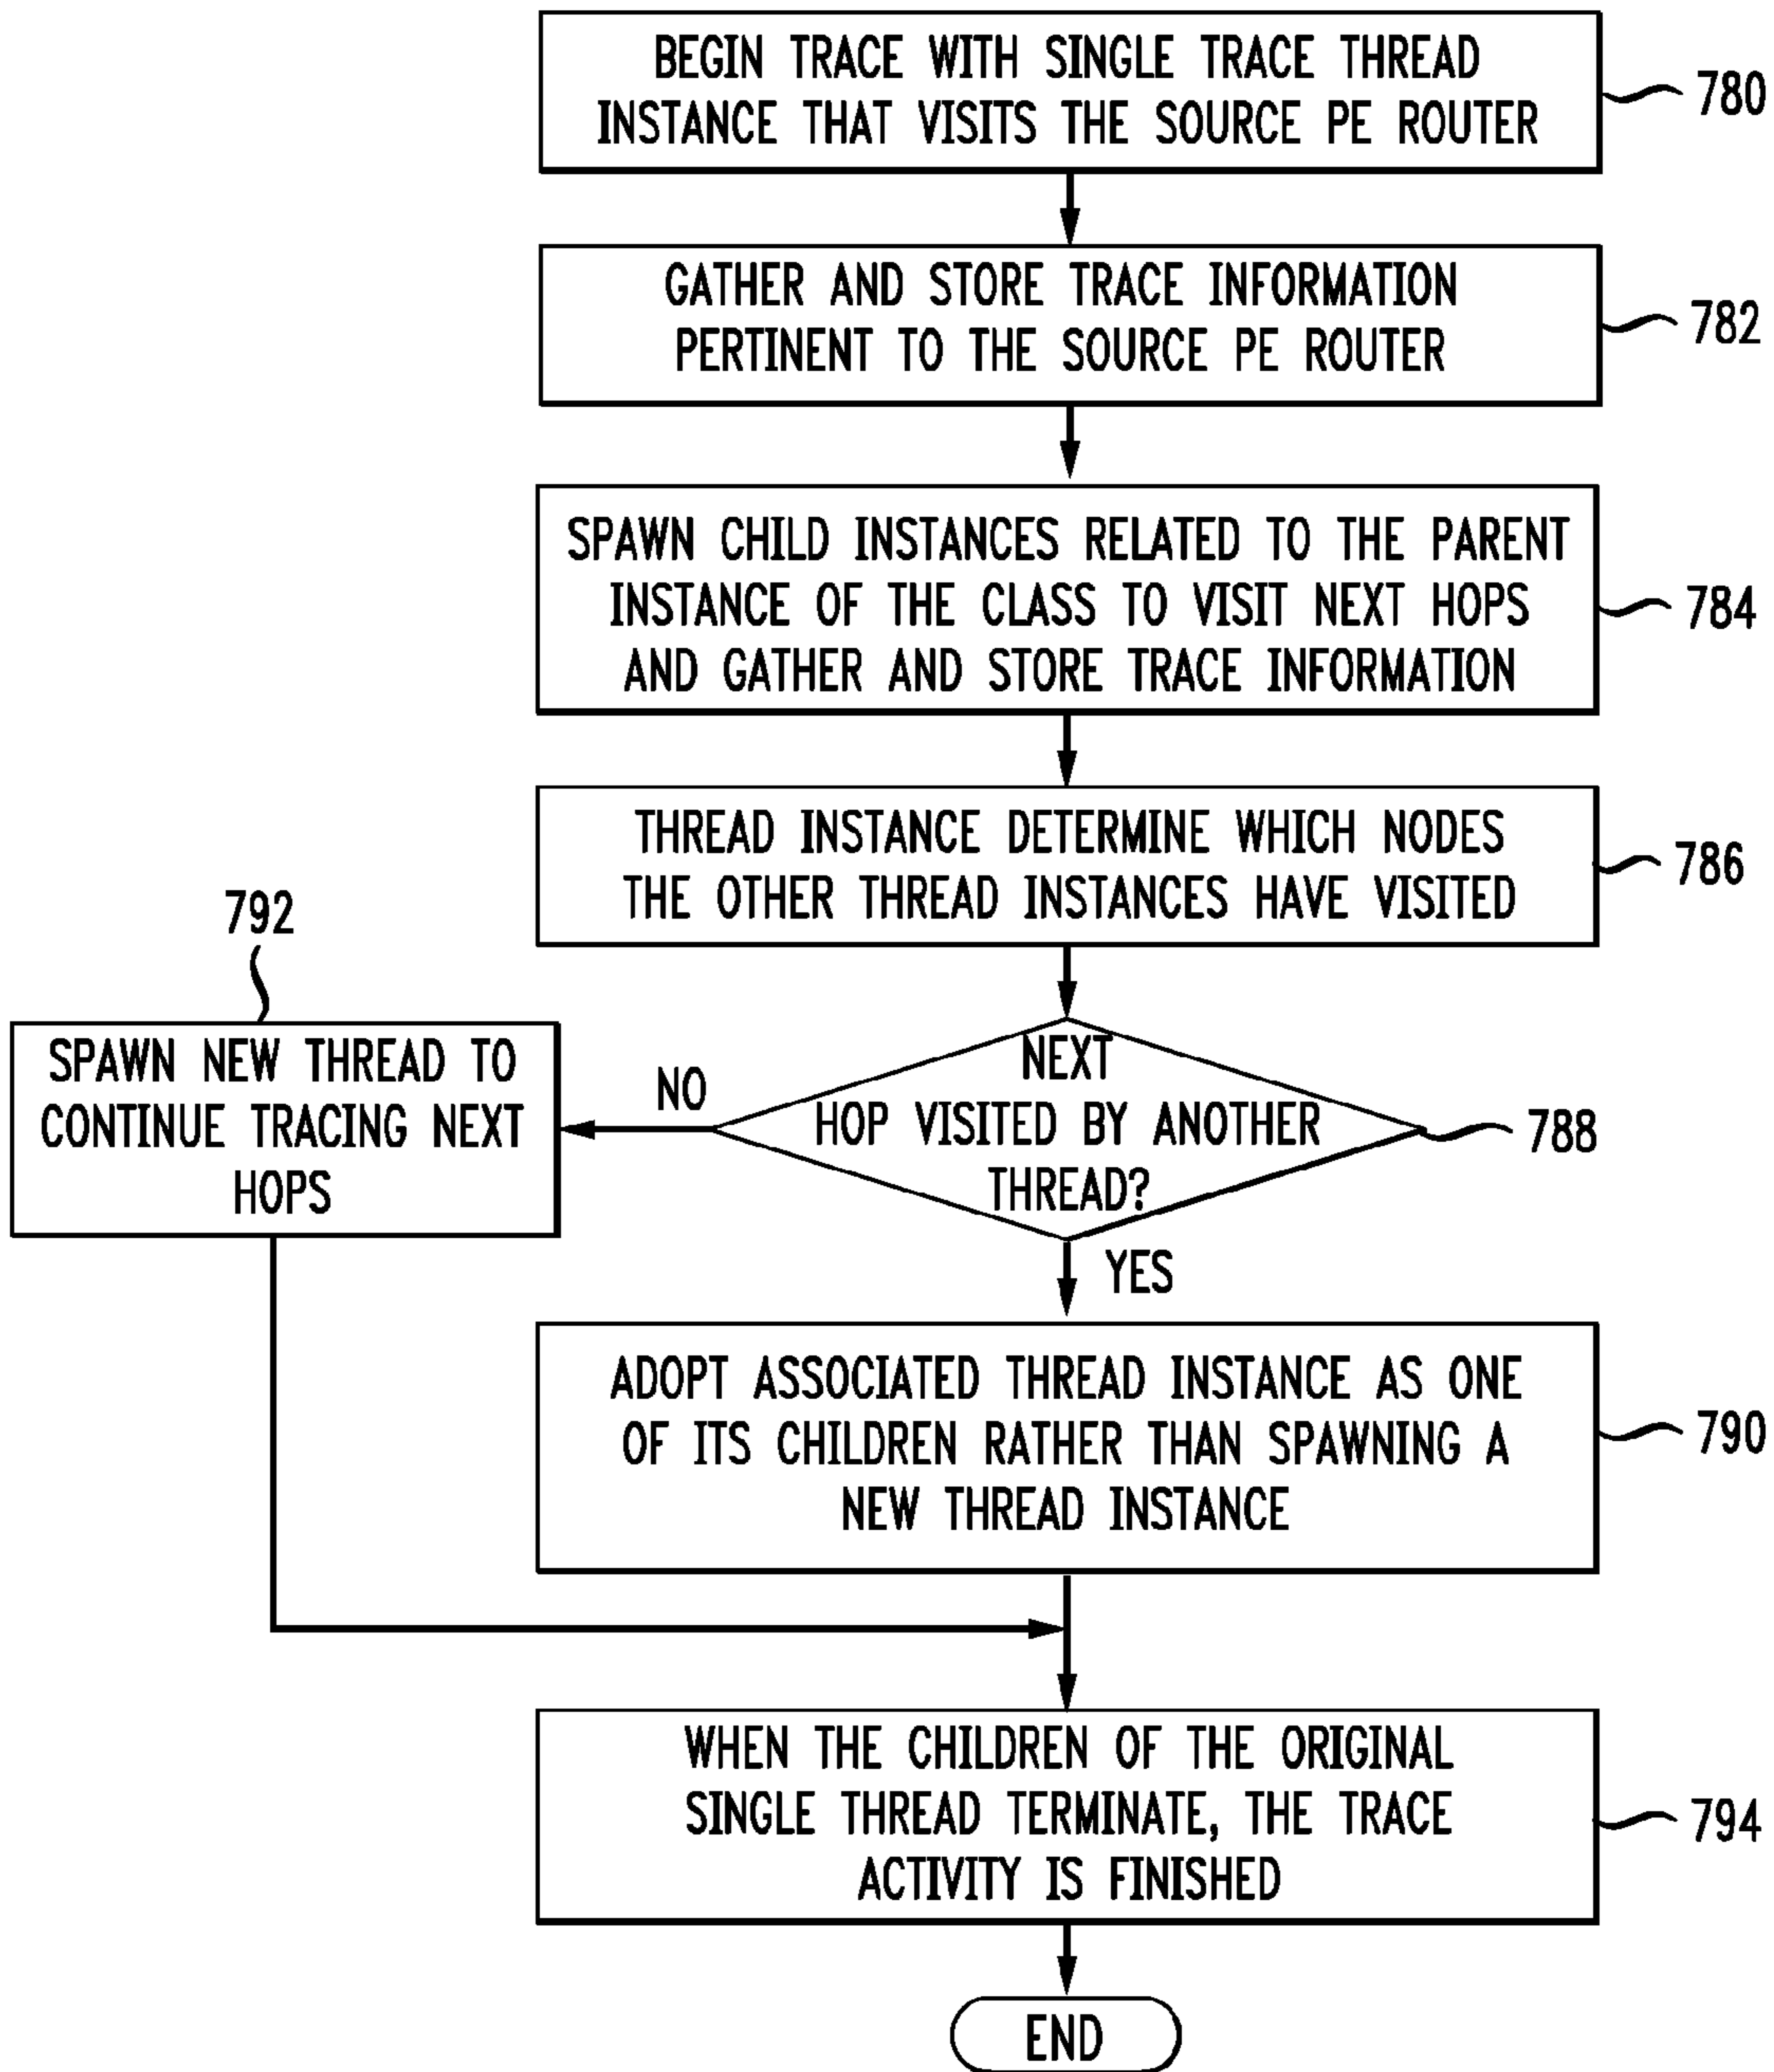 BEGIN TRACE WITH SINGLE TRACE THREAD
INSTANCE THAT VISITS THE SOURCE PE ROUTER
780
GATHER AND STORE TRACE INFORMATION
PERTINENT TO THE SOURCE PE ROUTER
782
SPAWN CHILD INSTANCES RELATED TO THE PARENT
INSTANCE OF THE CLASS TO VISIT NEXT HOPS
AND GATHER AND STORE TRACE INFORMATION
784
THREAD INSTANCE DETERMINE WHICH NODES
THE OTHER THREAD INSTANCES HAVE VISITED
786
792
SPAWN NEW THREAD TO
CONTINUE TRACING NEXT
HOPS
NO
NEXT
HOP VISITED BY ANOTHER
THREAD?
788
YES
ADOPT ASSOCIATED THREAD INSTANCE AS ONE
OF ITS CHILDREN RATHER THAN SPAWNING A
NEW THREAD INSTANCE
790
WHEN THE CHILDREN OF THE ORIGINAL
SINGLE THREAD TERMINATE, THE TRACE
ACTIVITY IS FINISHED
794
END